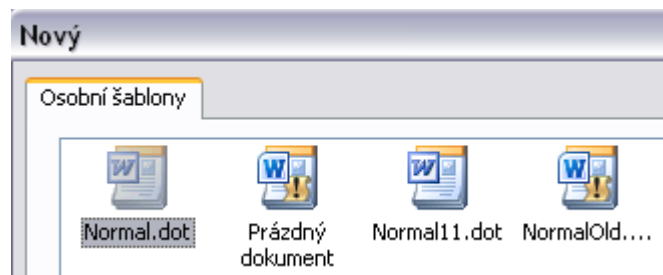 Nový
Osobní šablony
Normal.dot Prázdný dokument Normal11.dot NormalOld....